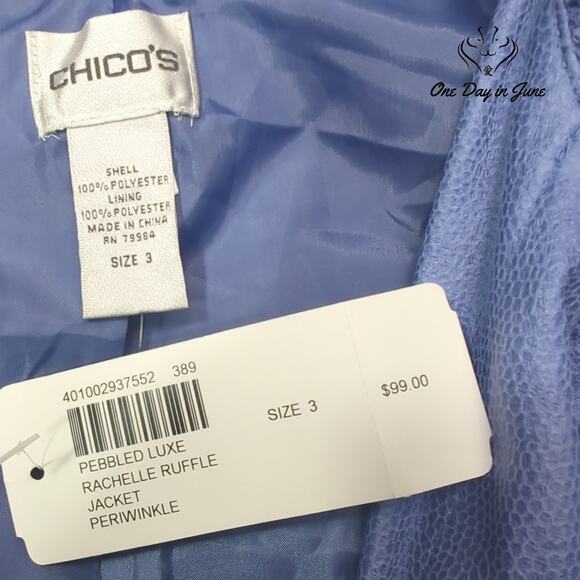 CHICO'S
SHELL
100% POLYESTER
LINING
100% POLYESTER
MADE IN CHINA
RN 79984
SIZE 3
愛
One Day in June
401002937552 389
PEBBLED LUXE
RACHELLE RUFFLE
JACKET
PERIWINKLE
SIZE 3
$99.00